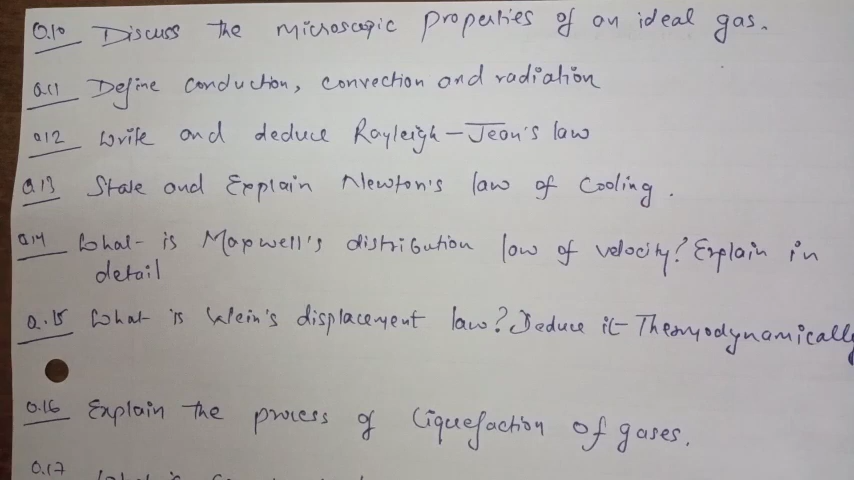 Q.10 Discuss the microscopic properties of an ideal gas.
Q.11 Define conduction, convection and radiation
Q12 Write and deduce Rayleigh-Jean's law
Q.13 State and Explain Newton's law of Cooling.
Q.14 What is Maxwell's distribution law of velocity? Explain in
detail
Q.15 What is Wein's displacement law? Deduce it Thermodynamically
Q.16 Explain the process of Liquefaction of gases.
Q.17